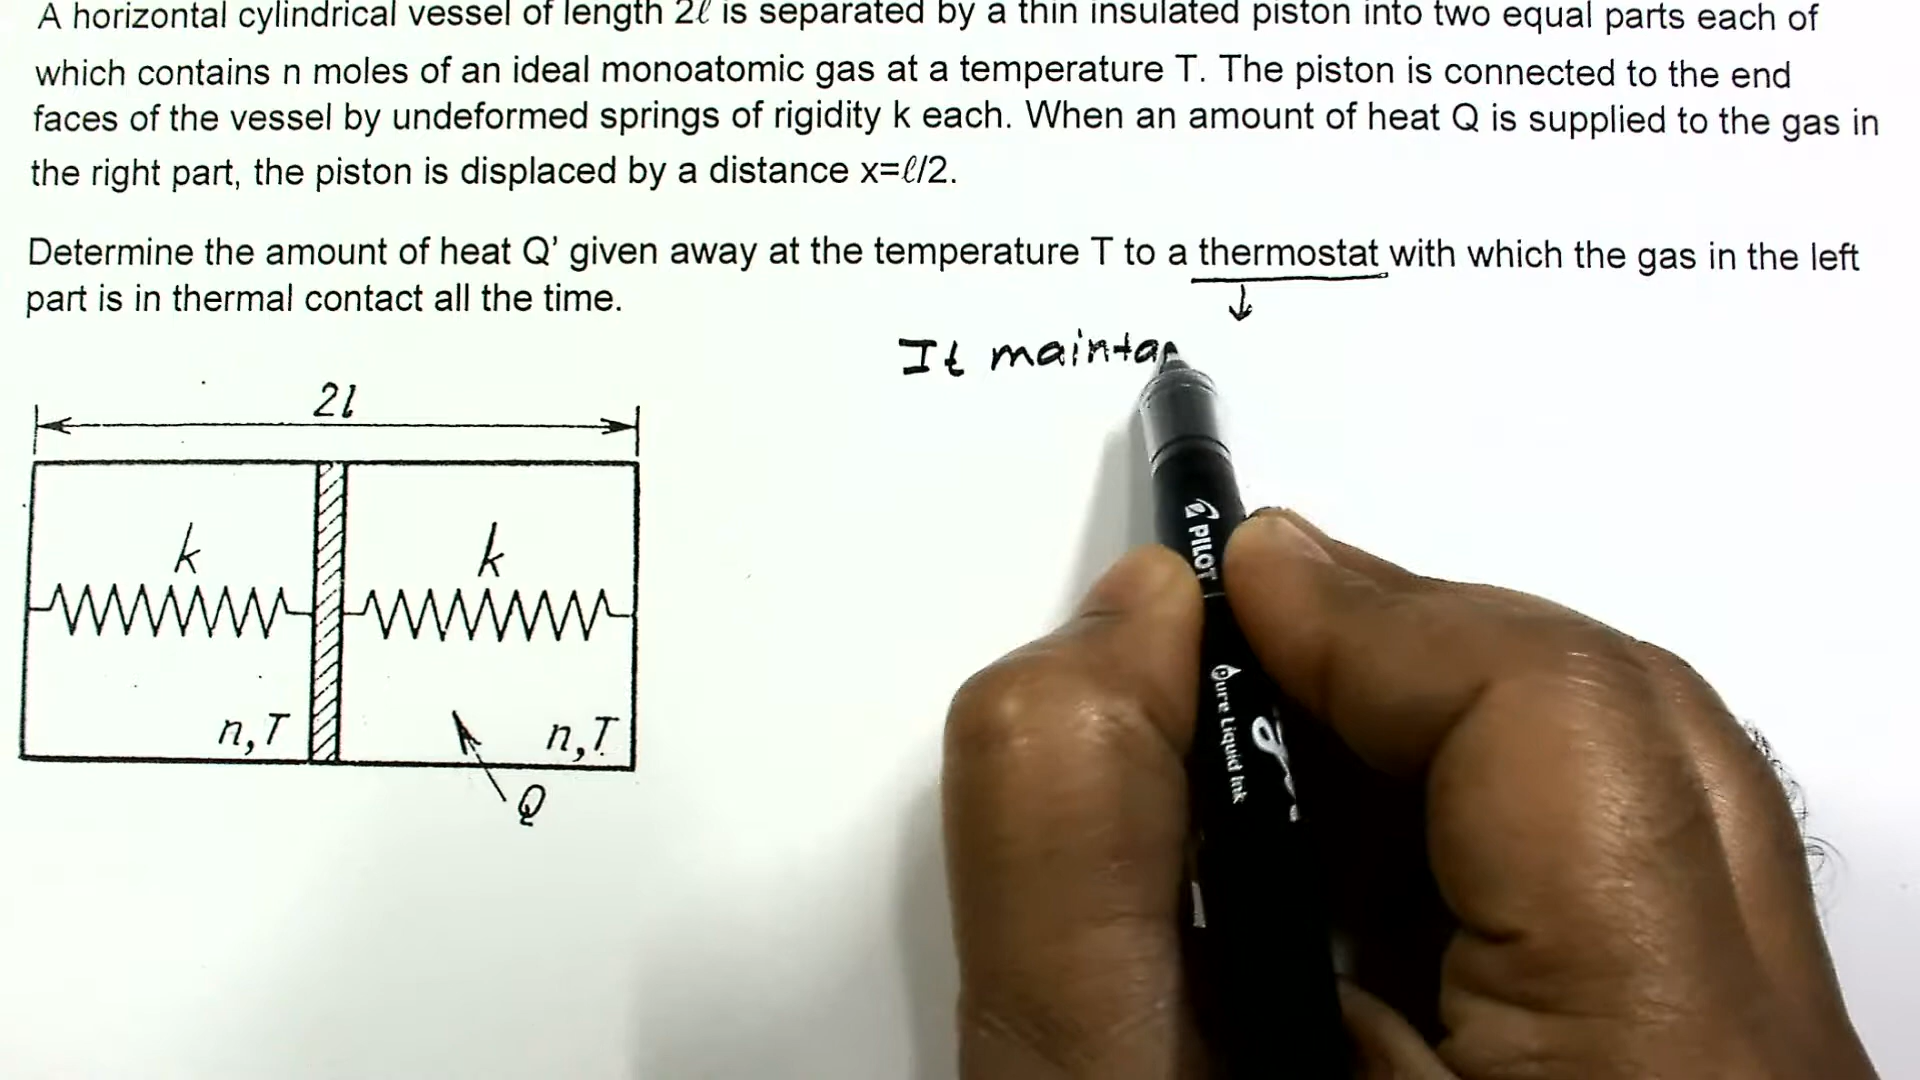 A horizontal cylindrical vessel of length 2ℓ is separated by a thin insulated piston into two equal parts each of
which contains n moles of an ideal monoatomic gas at a temperature T. The piston is connected to the end
faces of the vessel by undeformed springs of rigidity k each. When an amount of heat Q is supplied to the gas in
the right part, the piston is displaced by a distance x=ℓ/2.
Determine the amount of heat Q' given away at the temperature T to a thermostat with which the gas in the left
part is in thermal contact all the time.
It mainta
2l
k k
n,T n,T
Q
PILOT
Pure Liquid Ink